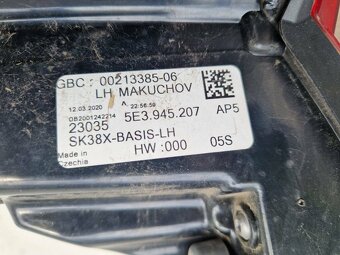 GBC : 00213385-06
LH MAKUCHOV
12.03.2020 A 22:56:59
DB2001242214
23035 5E3.945.207 AP5
SK38X-BASIS-LH
Made in
Czechia HW :000 05S